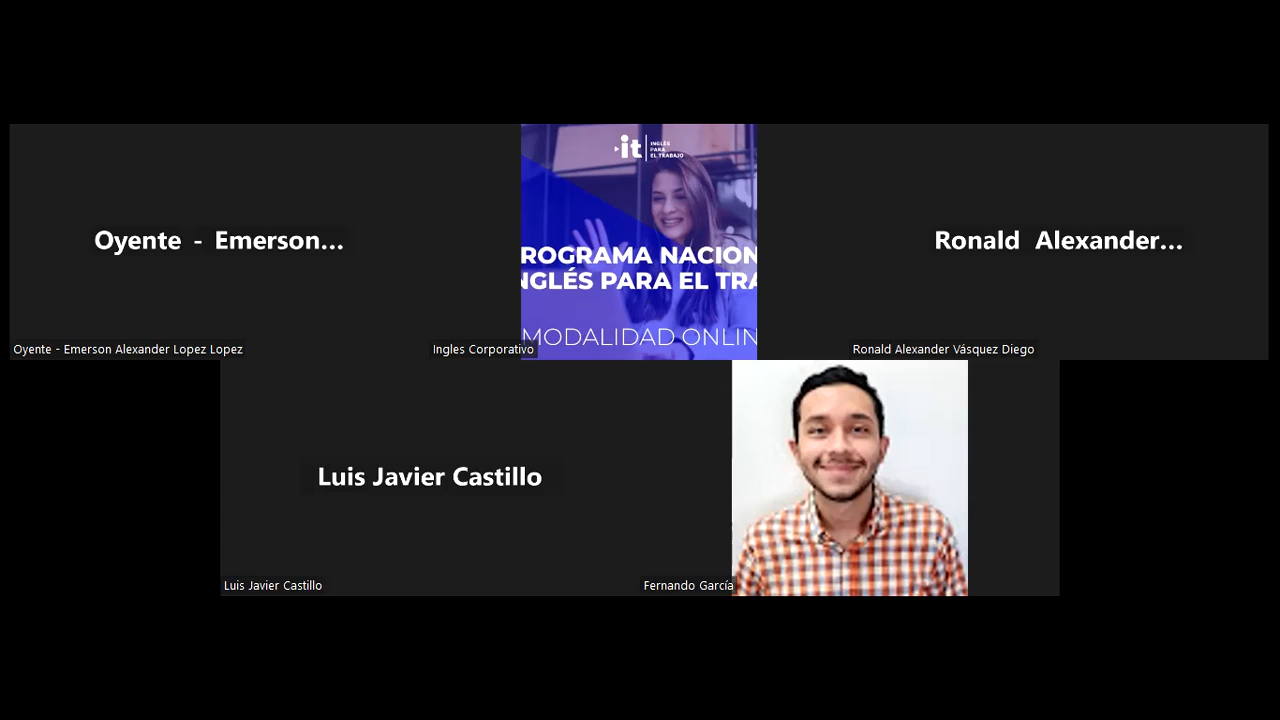 it INGLÉS
PARA
EL TRABAJO
Oyente - Emerson...
ROGRAMA NACION
NGLÉS PARA EL TRA
MODALIDAD ONLIN
Ronald Alexander...
Oyente - Emerson Alexander Lopez Lopez
Ingles Corporativo
Ronald Alexander Vásquez Diego
Luis Javier Castillo
Luis Javier Castillo
Fernando García